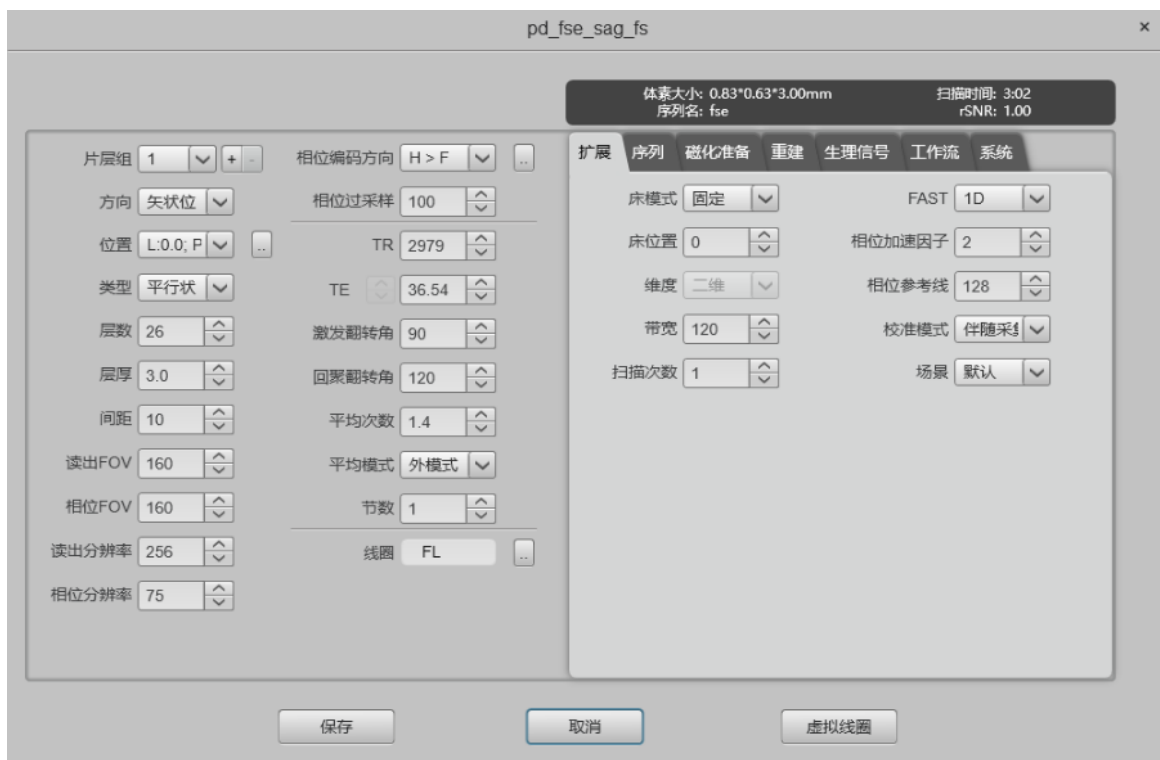 pd_fse_sag_fs
×
体素大小: 0.83*0.63*3.00mm 扫描时间: 3:02
序列名: fse rSNR: 1.00
片层组 1 + -
方向 矢状位
位置 L:0.0; P ..
类型 平行状
层数 26
层厚 3.0
间距 10
读出FOV 160
相位FOV 160
读出分辨率 256
相位分辨率 75
相位编码方向 H > F ..
相位过采样 100
TR 2979
TE 36.54
激发翻转角 90
回聚翻转角 120
平均次数 1.4
平均模式 外模式
节数 1
线圈 FL ..
扩展 序列 磁化准备 重建 生理信号 工作流 系统
床模式 固定
床位置 0
维度 二维
带宽 120
扫描次数 1
FAST 1D
相位加速因子 2
相位参考线 128
校准模式 伴随采
场景 默认
保存 取消 虚拟线圈